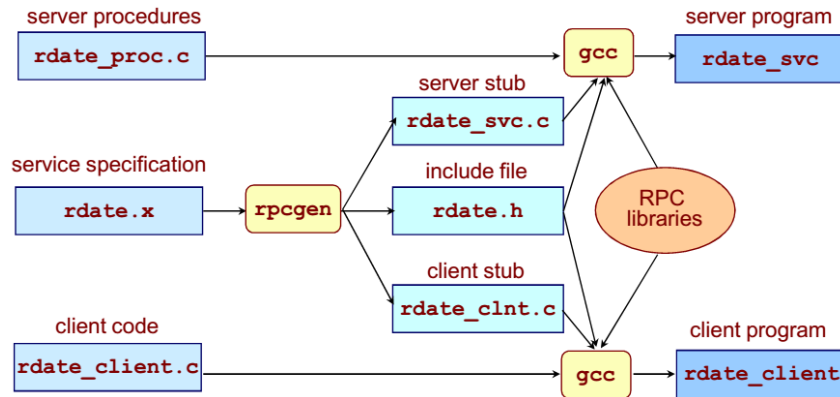 server procedures
server program
rdate_proc.c
gcc
rdate_svc
server stub
rdate_svc.c
service specification
include file
rdate.x
rpcgen
rdate.h
RPC
libraries
client stub
rdate_clnt.c
client code
client program
rdate_client.c
gcc
rdate_client